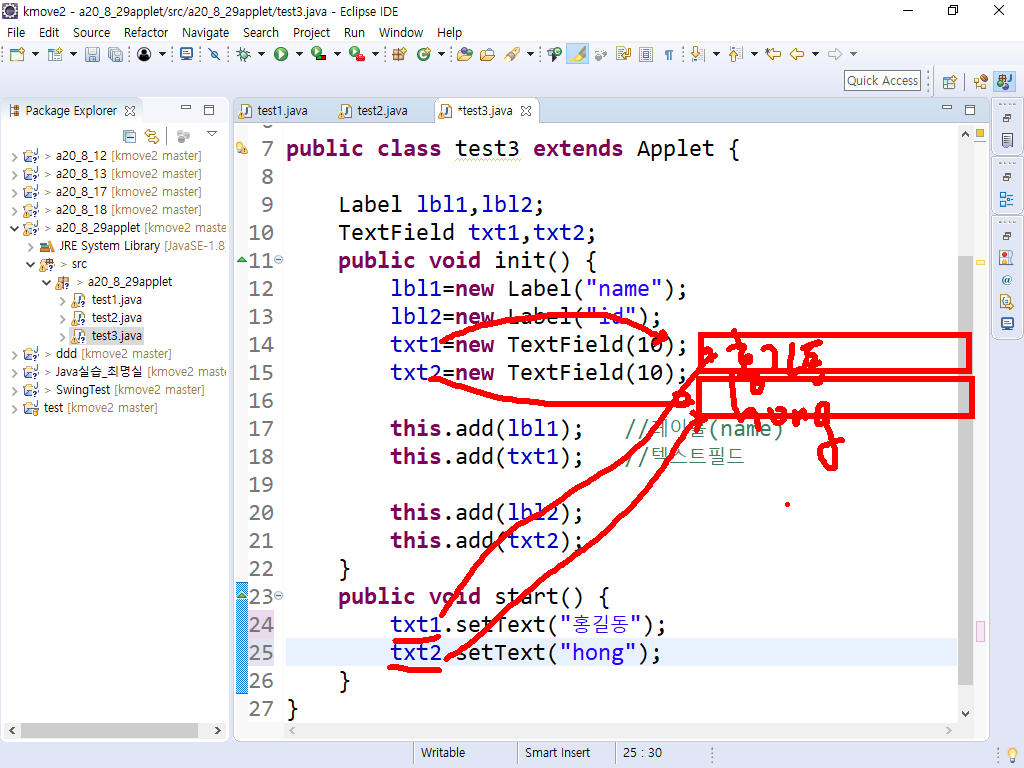 kmove2 - a20_8_29applet/src/a20_8_29applet/test3.java - Eclipse IDE
File Edit Source Refactor Navigate Search Project Run Window Help
Quick Access
Package Explorer
test1.java test2.java *test3.java
> a20_8_12 [kmove2 master]
> a20_8_13 [kmove2 master]
> a20_8_17 [kmove2 master]
> a20_8_18 [kmove2 master]
> a20_8_29applet [kmove2 maste
JRE System Library [JavaSE-1.8
> src
> a20_8_29applet
test1.java
test2.java
test3.java
> ddd [kmove2 master]
> Java실습_최명실 [kmove2 mast
> SwingTest [kmove2 master]
test [kmove2 master]
7 public class test3 extends Applet {
8
9 Label lbl1,lbl2;
10 TextField txt1,txt2;
11 public void init() {
12 lbl1=new Label("name");
13 lbl2=new Label("id");
14 txt1=new TextField(10);
15 txt2=new TextField(10);
홍길동
hong
16
17 this.add(lbl1); //레이블(name)
18 this.add(txt1); //텍스트필드
19
20 this.add(lbl2);
21 this.add(txt2);
22 }
23 public void start() {
24 txt1.setText("홍길동");
25 txt2.setText("hong");
26 }
27 }
Writable Smart Insert 25 : 30